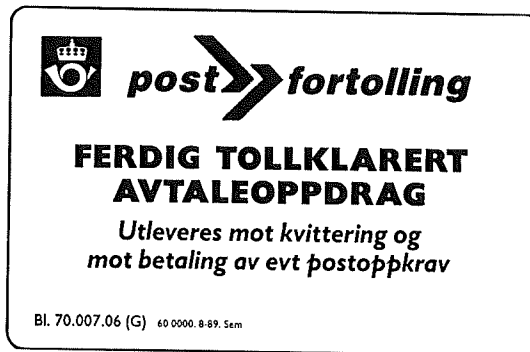 post fortolling
FERDIG TOLLKLARERT
AVTALEOPPDRAG
Utleveres mot kvittering og
mot betaling av evt postoppkrav
Bl. 70.007.06 (G) 60 0000. 8-89. Sem